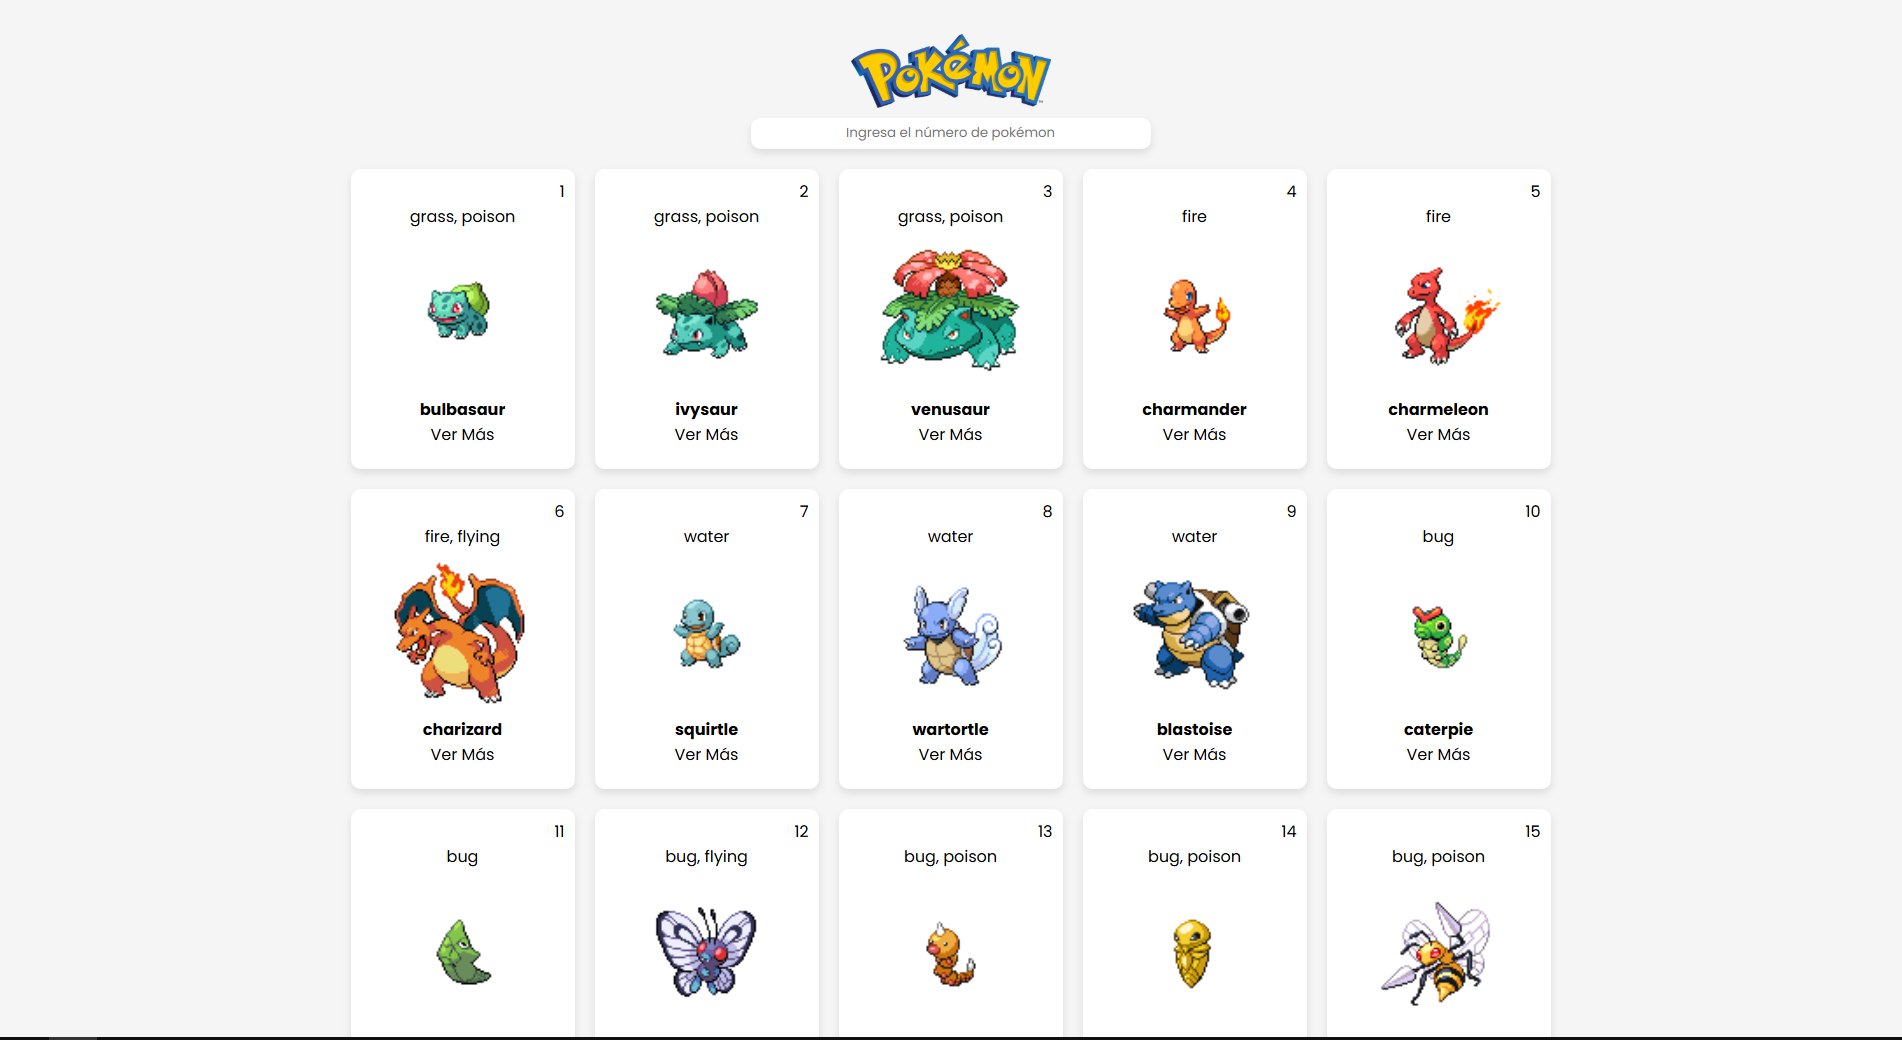 Pokémon
Ingresa el número de pokémon
1
grass, poison
bulbasaur
Ver Más
2
grass, poison
ivysaur
Ver Más
3
grass, poison
venusaur
Ver Más
4
fire
charmander
Ver Más
5
fire
charmeleon
Ver Más
6
fire, flying
charizard
Ver Más
7
water
squirtle
Ver Más
8
water
wartortle
Ver Más
9
water
blastoise
Ver Más
10
bug
caterpie
Ver Más
11
bug
12
bug, flying
13
bug, poison
14
bug, poison
15
bug, poison